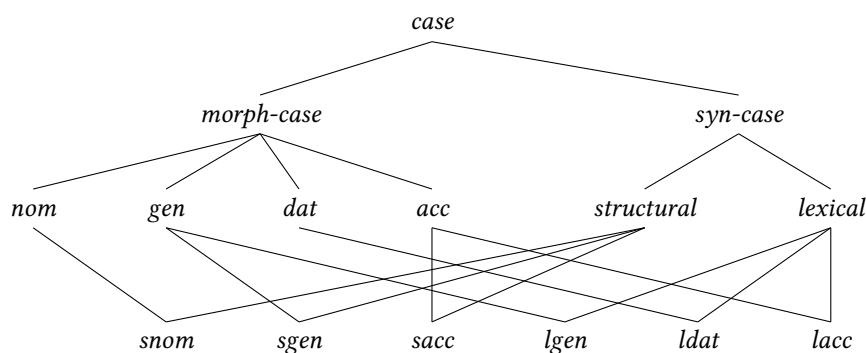 case
morph-case syn-case
nom gen dat acc structural lexical
snom sgen sacc lgen ldat lacc